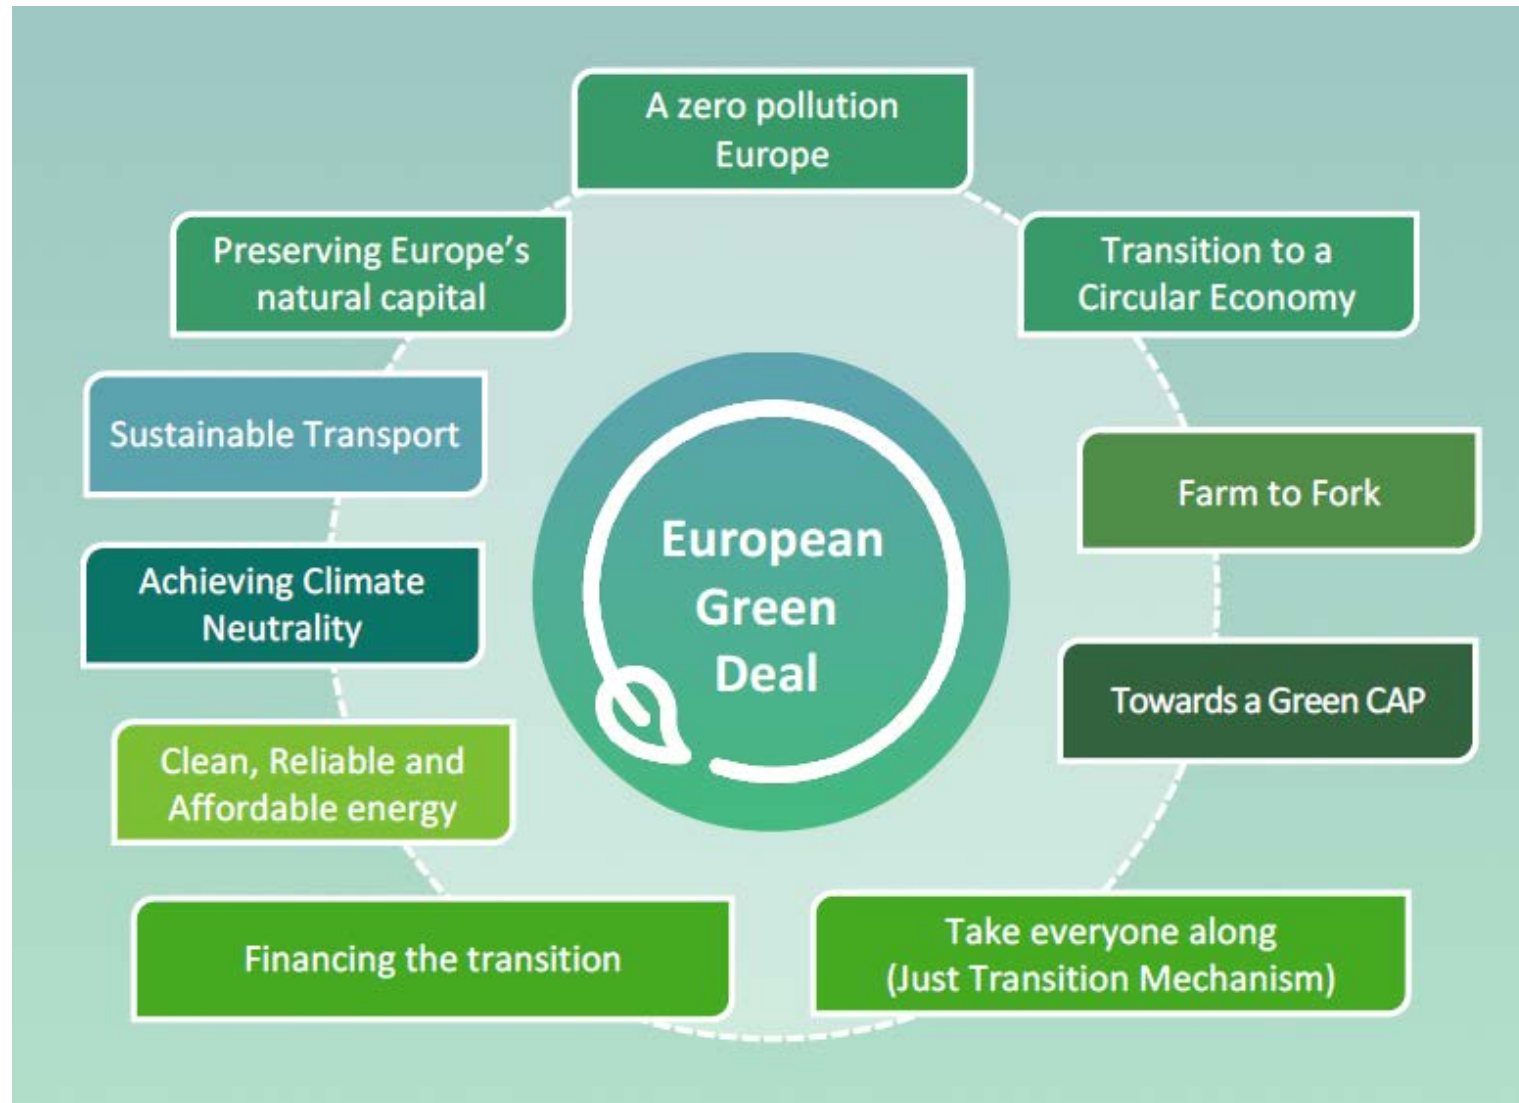 A zero pollution
Europe
Preserving Europe's
natural capital
Transition to a
Circular Economy
Sustainable Transport
Farm to Fork
European
Green
Deal
Achieving Climate
Neutrality
Towards a Green CAP
Clean, Reliable and
Affordable energy
Financing the transition
Take everyone along
(Just Transition Mechanism)